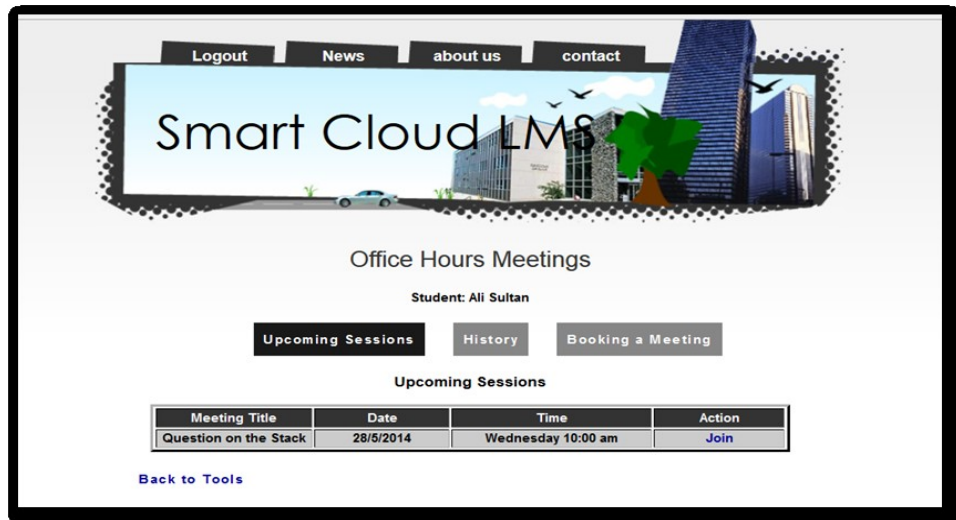 Logout News about us contact
Smart Cloud LMS
Office Hours Meetings
Student: Ali Sultan
Upcoming Sessions History Booking a Meeting
Upcoming Sessions
Meeting Title Date Time Action
Question on the Stack 28/5/2014 Wednesday 10:00 am Join
Back to Tools